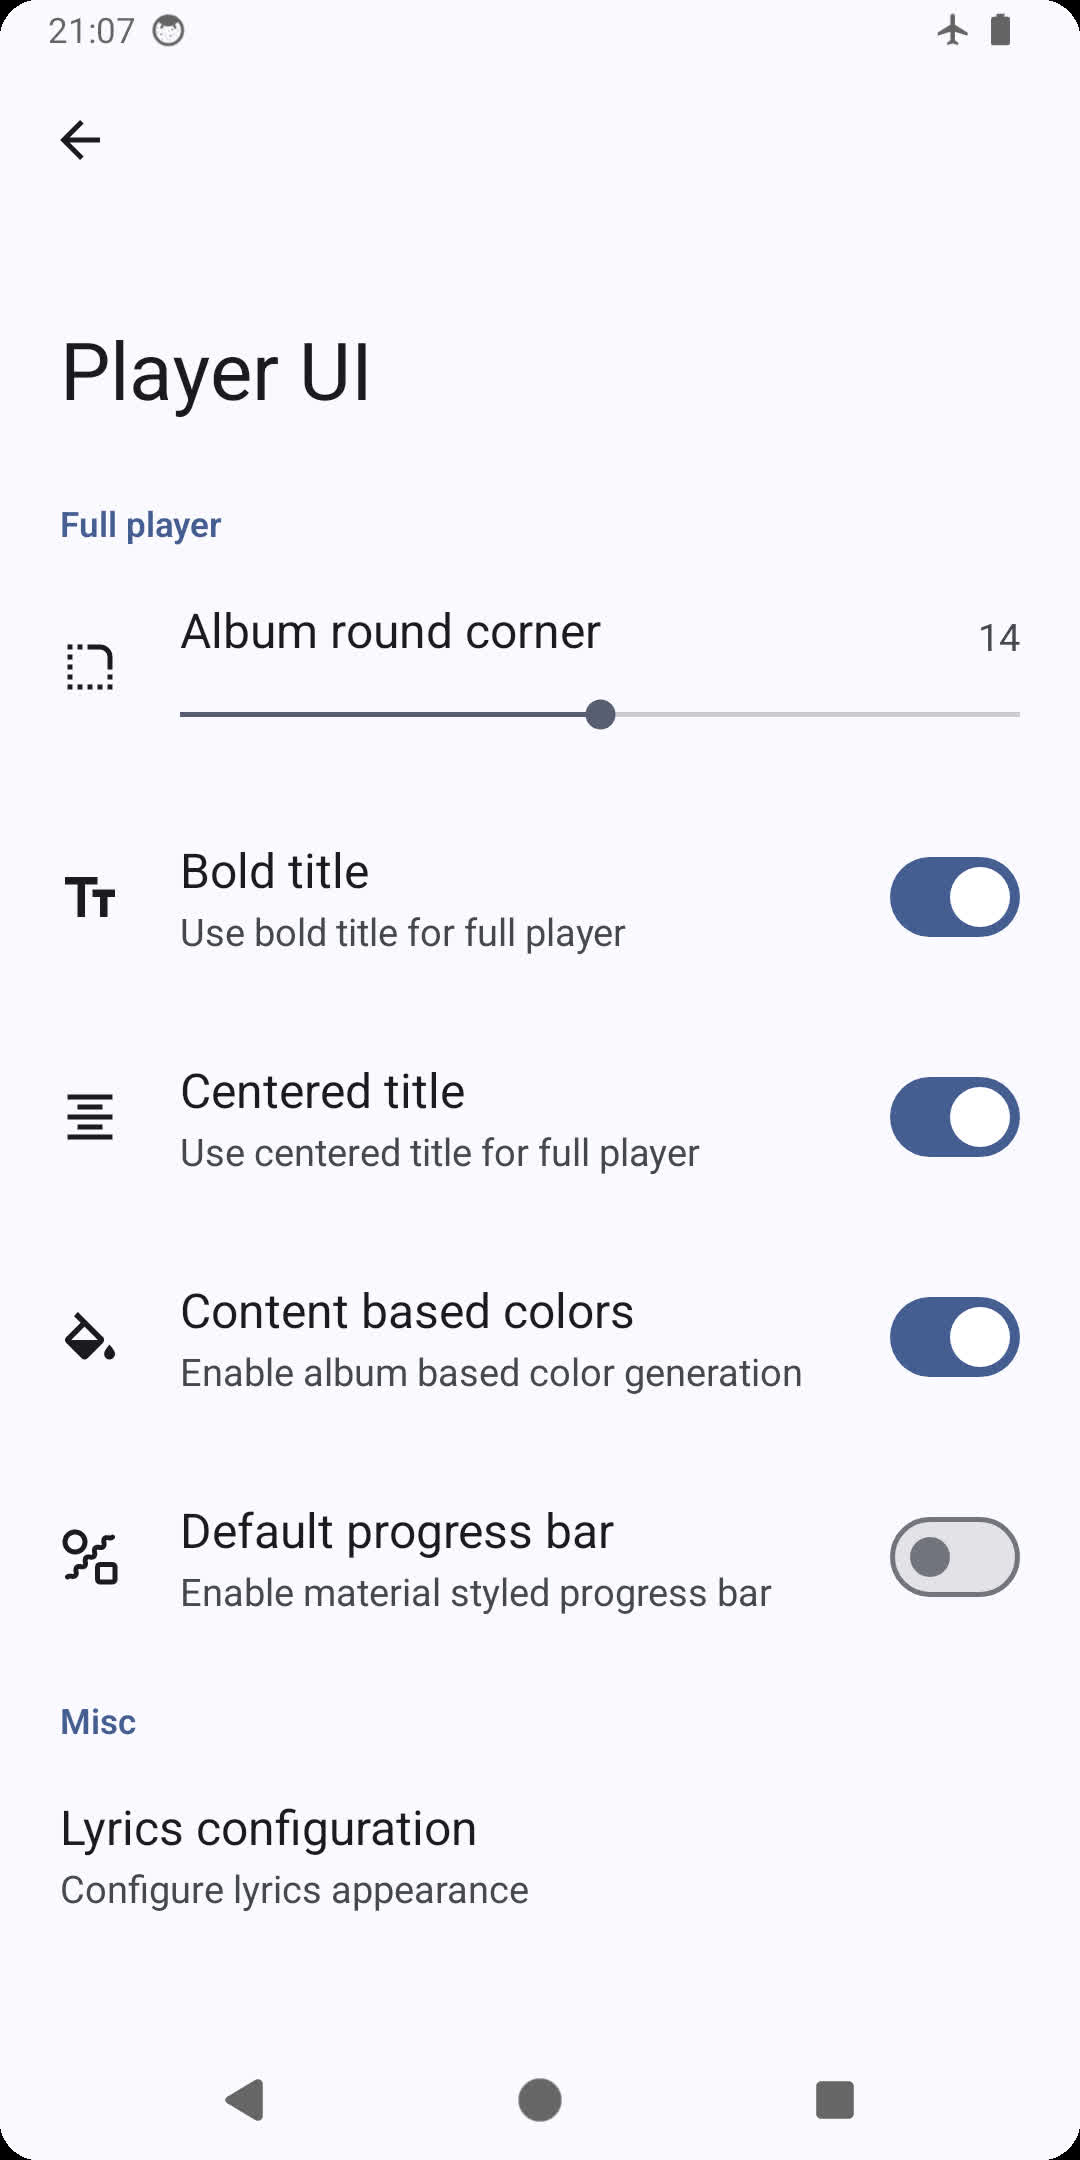 21:07
Player UI
Full player
Album round corner
14
Bold title
Use bold title for full player
Centered title
Use centered title for full player
Content based colors
Enable album based color generation
Default progress bar
Enable material styled progress bar
Misc
Lyrics configuration
Configure lyrics appearance